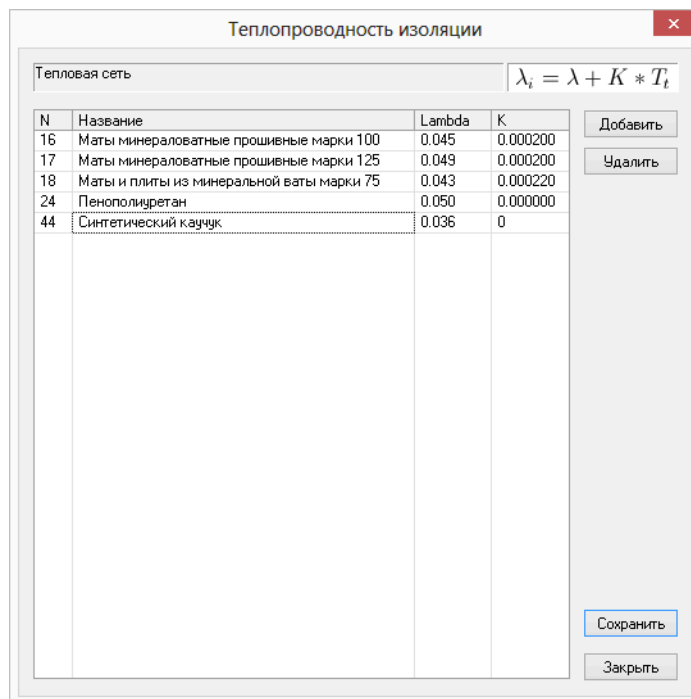 Теплопроводность изоляции
×
Тепловая сеть
λᵢ = λ + K * Tₜ
N Название Lambda K
16 Маты минераловатные прошивные марки 100 0.045 0.000200
17 Маты минераловатные прошивные марки 125 0.049 0.000200
18 Маты и плиты из минеральной ваты марки 75 0.043 0.000220
24 Пенополиуретан 0.050 0.000000
44 Синтетический каучук 0.036 0
Добавить
Удалить
Сохранить
Закрыть